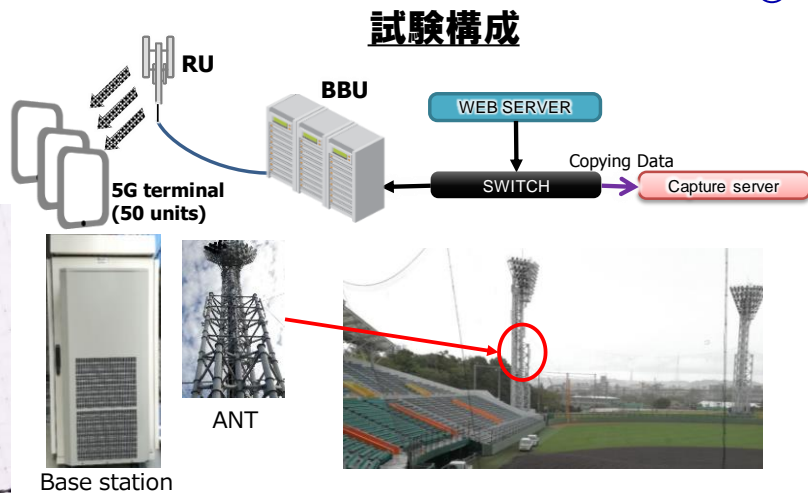 試験構成
RU
BBU
WEB SERVER
Copying Data
SWITCH
Capture server
5G terminal
(50 units)
ANT
Base station